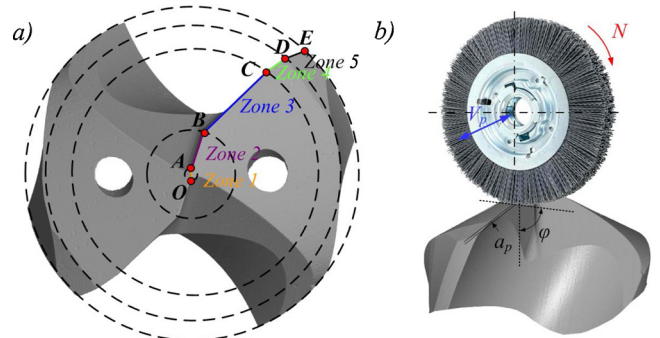 a)
E
D
Zone 5
C
Zone 4
Zone 3
B
Zone 2
A
Zone 1
O
b)
N
Vp
ap
φ